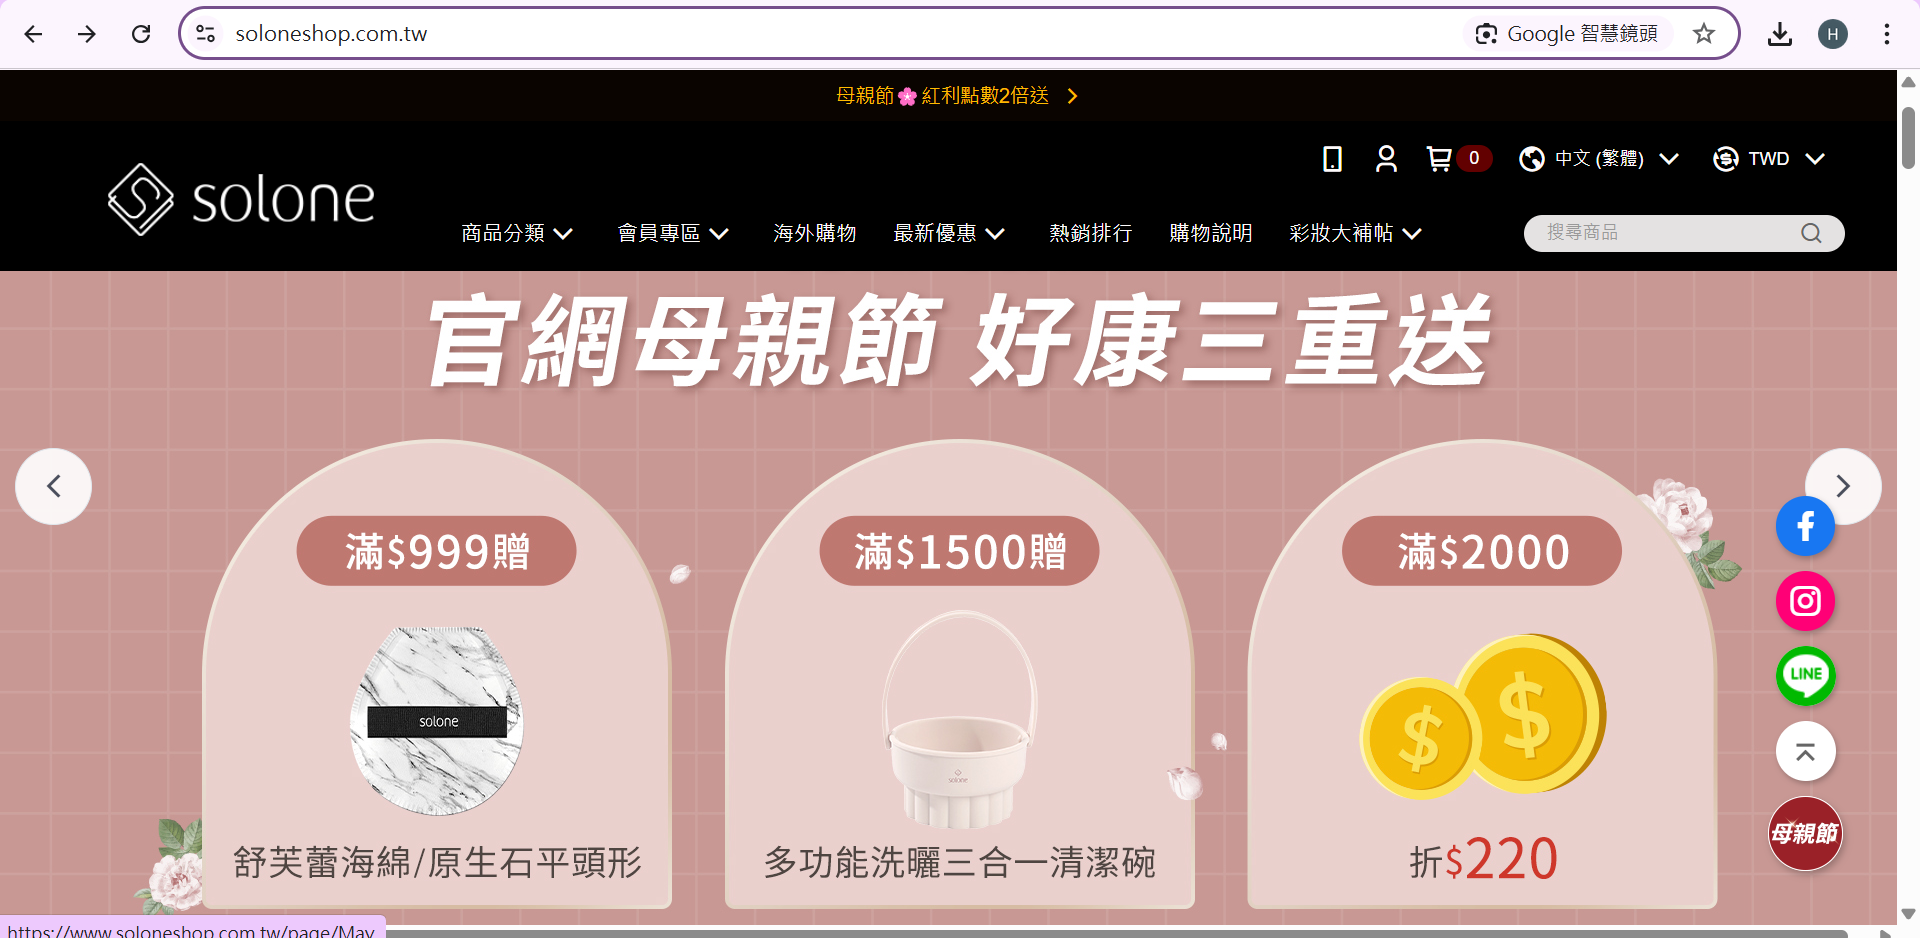 soloneshop.com.tw
Google 智慧鏡頭
H
母親節🌸紅利點數2倍送
0
中文 (繁體)
TWD
solone
商品分類
會員專區
海外購物
最新優惠
熱銷排行
購物說明
彩妝大補帖
搜尋商品
官網母親節 好康三重送
滿$999贈
滿$1500贈
滿$2000
solone
solone
$ $
LINE
母親節
舒芙蕾海綿/原生石平頭形
多功能洗曬三合一清潔碗
折$220
https://www.soloneshop.com.tw/page/May